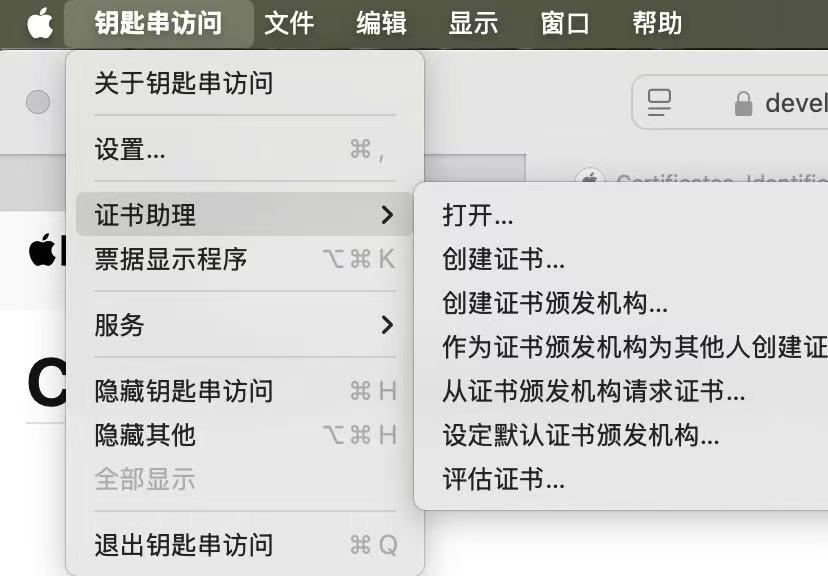 钥匙串访问 文件 编辑 显示 窗口 帮助
关于钥匙串访问
设置... ⌘ ,
证书助理
票据显示程序 ⌥ ⌘ K
服务
隐藏钥匙串访问 ⌘ H
隐藏其他 ⌥ ⌘ H
全部显示
退出钥匙串访问 ⌘ Q
打开...
创建证书...
创建证书颁发机构...
作为证书颁发机构为其他人创建证
从证书颁发机构请求证书...
设定默认证书颁发机构...
评估证书...
devel
Certificates, Identific
C